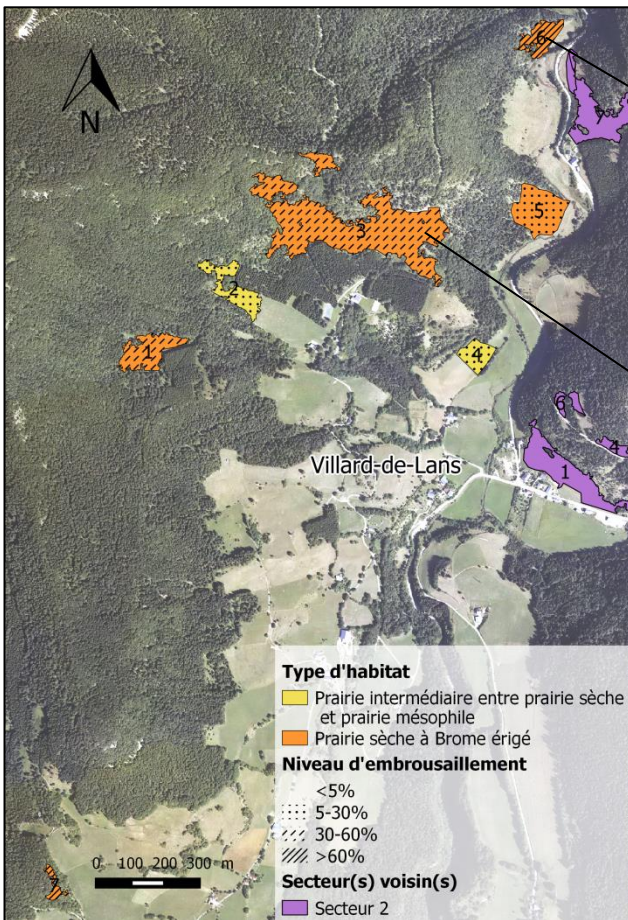 6
7
N
5
3
2
4
1
6
4
Villard-de-Lans
1
Type d'habitat
Prairie intermédiaire entre prairie sèche
et prairie mésophile
Prairie sèche à Brome érigé
Niveau d'embrousaillement
<5%
5-30%
30-60%
>60%
0 100 200 300 m
Secteur(s) voisin(s)
Secteur 2